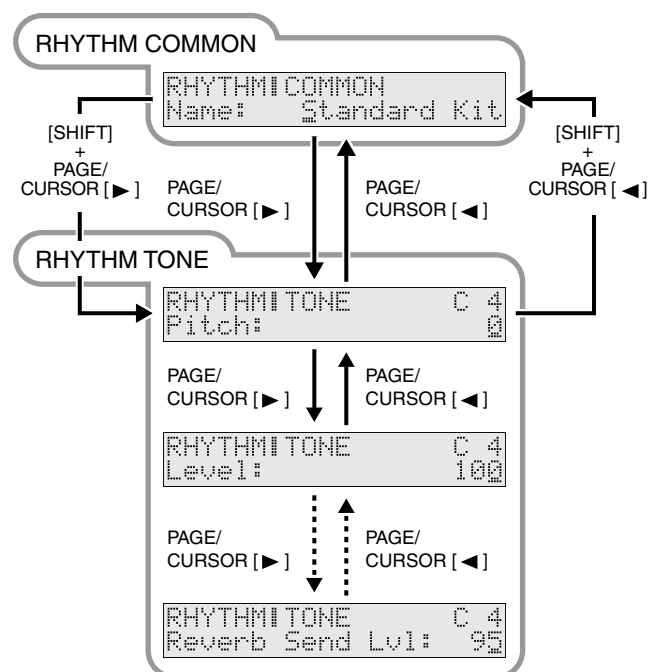 RHYTHM COMMON
RHYTHM COMMON
Name: Standard Kit
[SHIFT]
+
PAGE/
CURSOR [ ▶ ]
PAGE/
CURSOR [ ▶ ]
PAGE/
CURSOR [ ◀ ]
[SHIFT]
+
PAGE/
CURSOR [ ◀ ]
RHYTHM TONE
RHYTHM TONE C 4
Pitch: 0
PAGE/
CURSOR [ ▶ ]
PAGE/
CURSOR [ ◀ ]
RHYTHM TONE C 4
Level: 100
PAGE/
CURSOR [ ▶ ]
PAGE/
CURSOR [ ◀ ]
RHYTHM TONE C 4
Reverb Send Lvl: 95